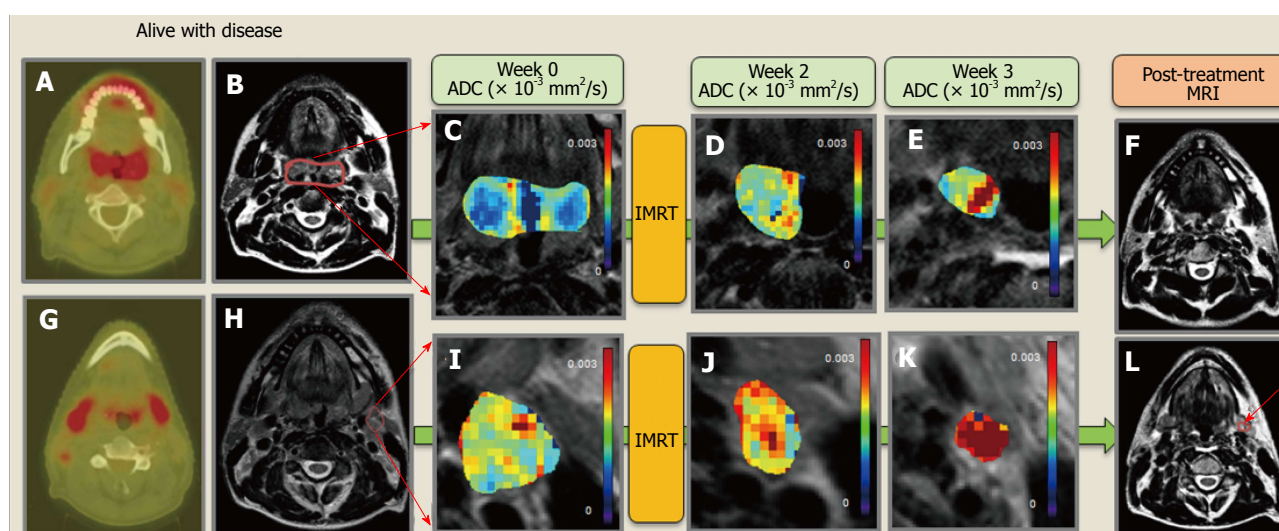 Alive with disease
Week 0
ADC (× 10⁻³ mm²/s)
Week 2
ADC (× 10⁻³ mm²/s)
Week 3
ADC (× 10⁻³ mm²/s)
Post-treatment
MRI
A
B
C
0.003
0
IMRT
D
0.003
0
E
0.003
0
F
G
H
I
0.003
0
IMRT
J
0.003
0
K
0.003
0
L